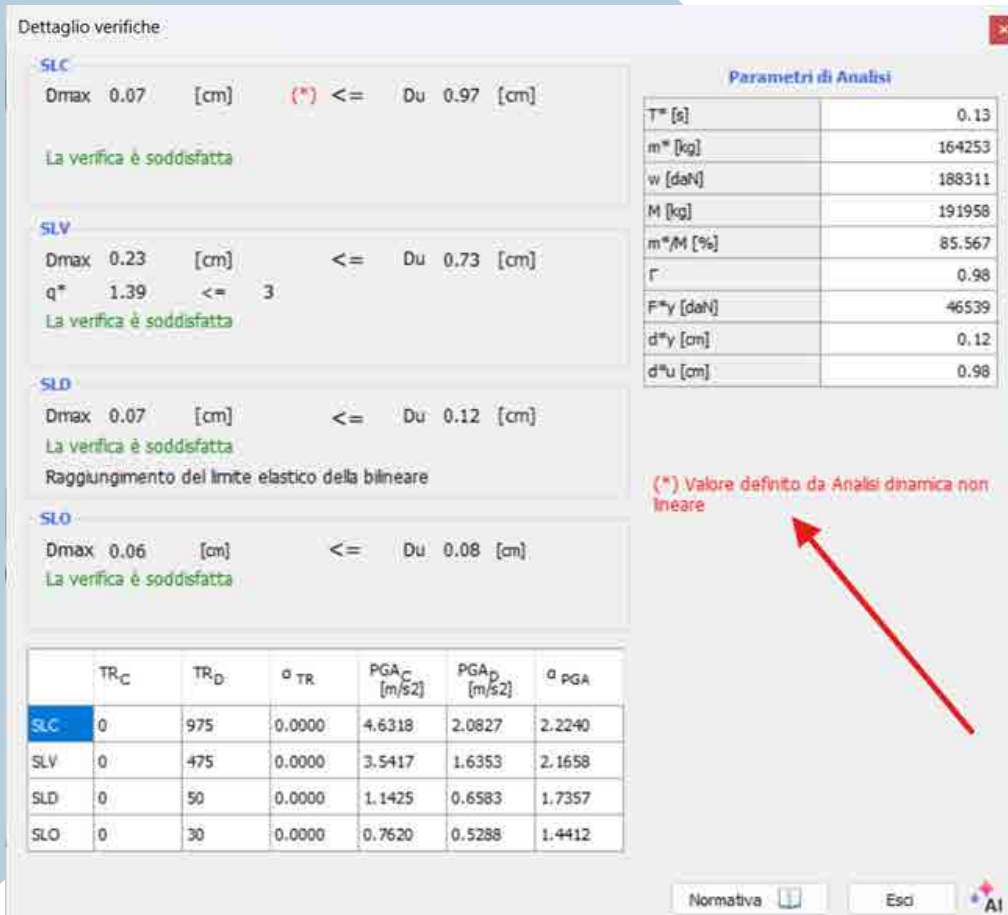 Dettaglio verifiche
SLC
Dmax 0.07 [cm] (*) <= Du 0.97 [cm]
La verifica è soddisfatta
SLV
Dmax 0.23 [cm] <= Du 0.73 [cm]
q* 1.39 <= 3
La verifica è soddisfatta
SLD
Dmax 0.07 [cm] <= Du 0.12 [cm]
La verifica è soddisfatta
Raggiungimento del limite elastico della bilineare
SLO
Dmax 0.06 [cm] <= Du 0.08 [cm]
La verifica è soddisfatta
Parametri di Analisi
T* [s] 0.13
m* [kg] 164253
w [daN] 188311
M [kg] 191958
m*/M [%] 85.567
Γ 0.98
F*y [daN] 46539
d*y [cm] 0.12
d*u [cm] 0.98
(*) Valore definito da Analisi dinamica non
lineare
TRC TRD α TR PGAC [m/s2] PGAD [m/s2] α PGA
SLC 0 975 0.0000 4.6318 2.0827 2.2240
SLV 0 475 0.0000 3.5417 1.6353 2.1658
SLD 0 50 0.0000 1.1425 0.6583 1.7357
SLO 0 30 0.0000 0.7620 0.5288 1.4412
Normativa Esci AI